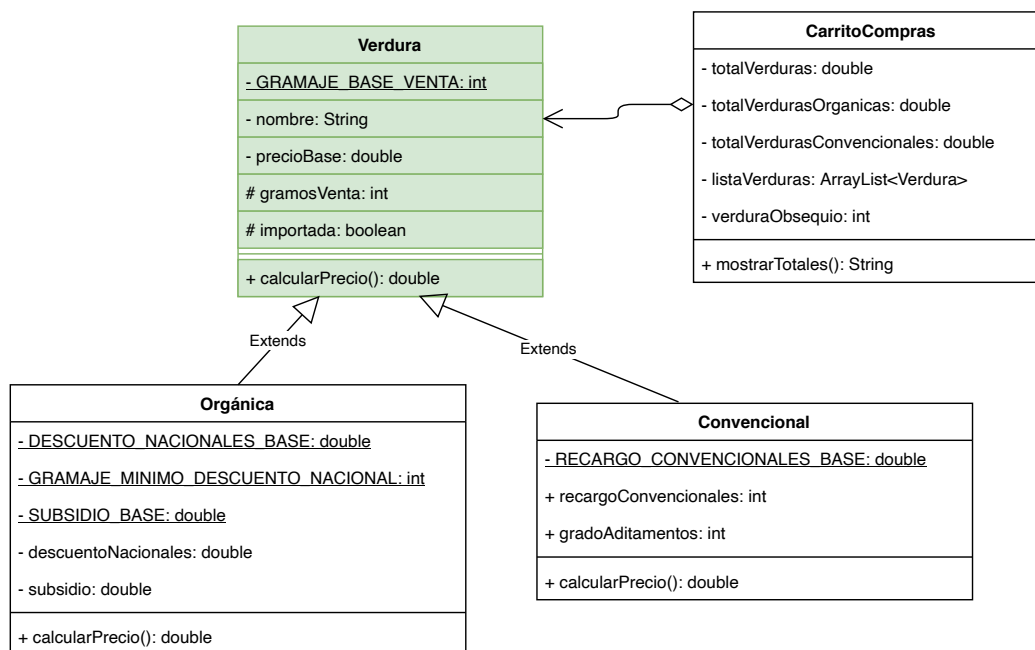 Verdura
- GRAMAJE_BASE_VENTA: int
- nombre: String
- precioBase: double
# gramosVenta: int
# importada: boolean
+ calcularPrecio(): double
CarritoCompras
- totalVerduras: double
- totalVerdurasOrganicas: double
- totalVerdurasConvencionales: double
- listaVerduras: ArrayList<Verdura>
- verduraObsequio: int
+ mostrarTotales(): String
Extends
Extends
Orgánica
- DESCUENTO_NACIONALES_BASE: double
- GRAMAJE_MINIMO_DESCUENTO_NACIONAL: int
- SUBSIDIO_BASE: double
- descuentoNacionales: double
- subsidio: double
+ calcularPrecio(): double
Convencional
- RECARGO_CONVENCIONALES_BASE: double
+ recargoConvencionales: int
+ gradoAditamentos: int
+ calcularPrecio(): double